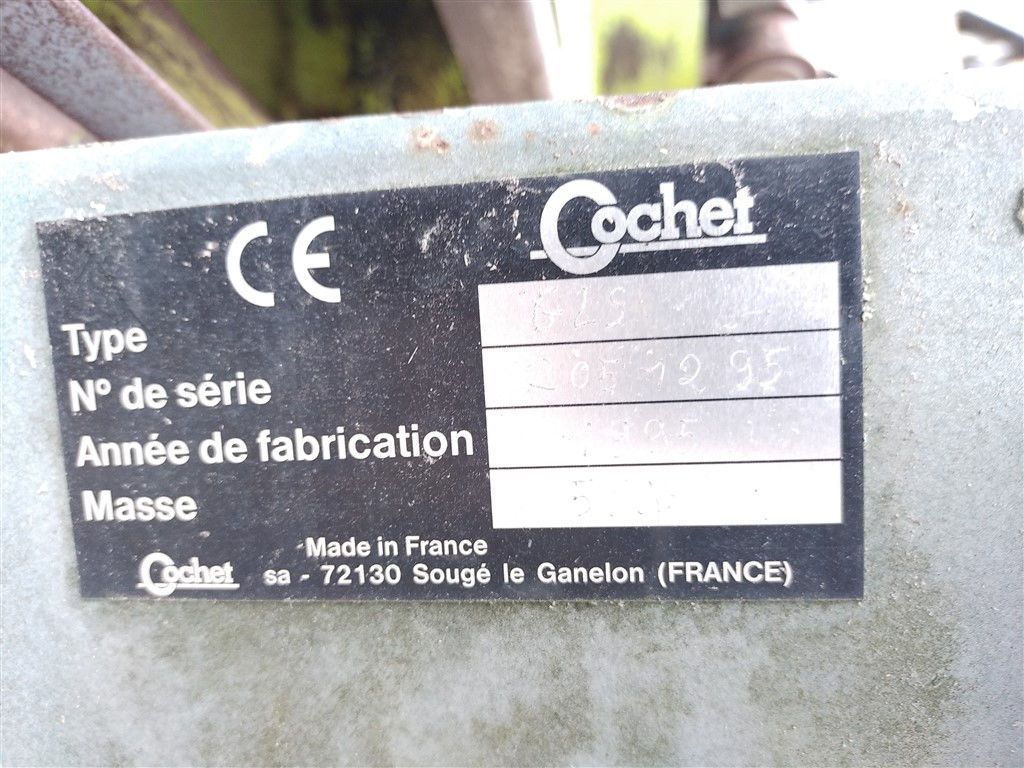 CE Cochet
Type
N° de série 2051295
Année de fabrication
Masse
Made in France
Cochet sa - 72130 Sougé le Ganelon (FRANCE)